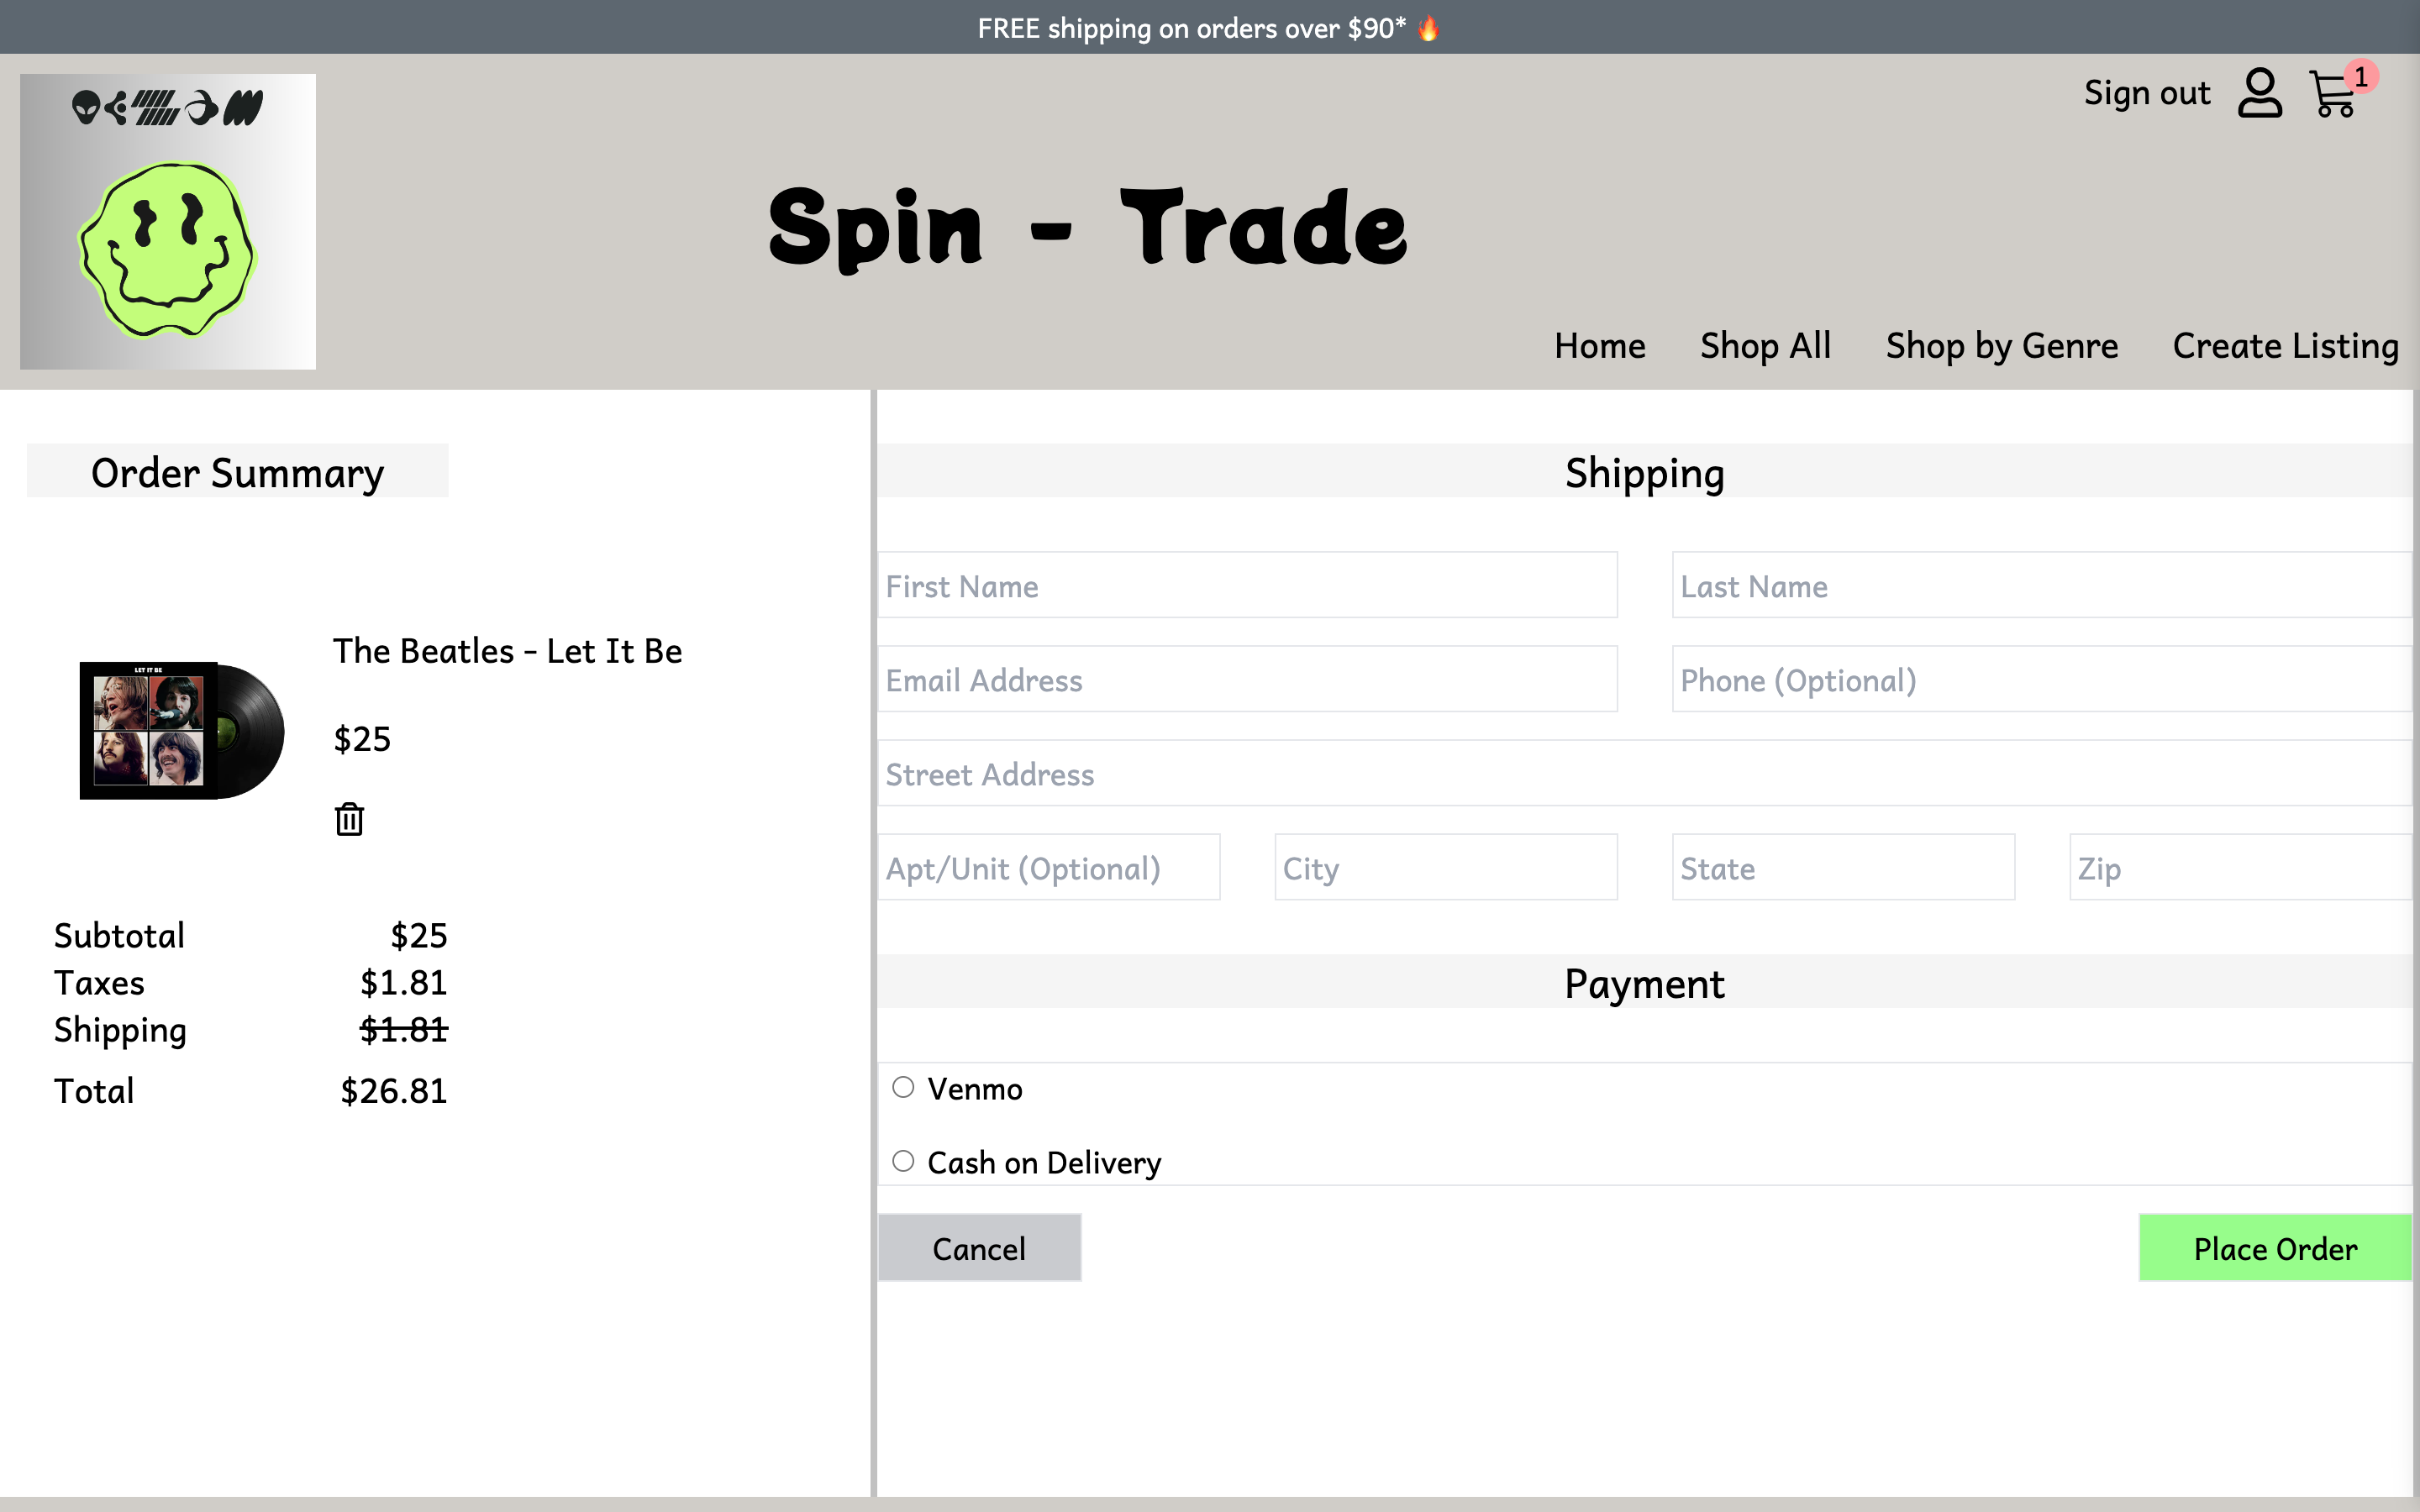 FREE shipping on orders over $90* 🔥
Sign out
1
Spin - Trade
Home Shop All Shop by Genre Create Listing
Order Summary
LET IT BE
The Beatles - Let It Be
$25
Subtotal $25
Taxes $1.81
Shipping $1.81
Total $26.81
Shipping
First Name Last Name
Email Address Phone (Optional)
Street Address
Apt/Unit (Optional) City State Zip
Payment
Venmo
Cash on Delivery
Cancel Place Order